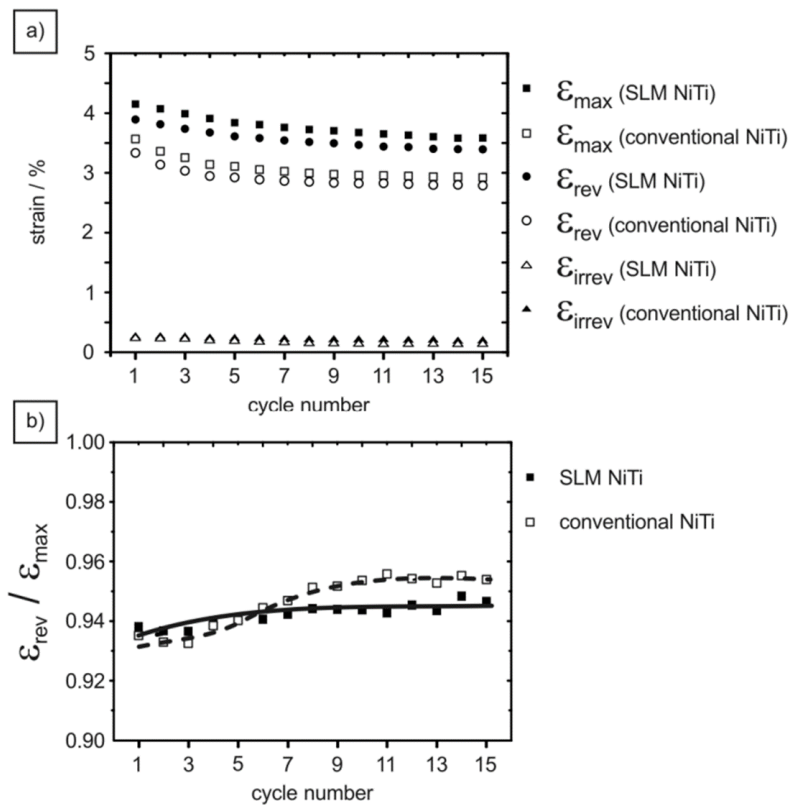 a)
5
4
3
2
1
0
strain / %
1 3 5 7 9 11 13 15
cycle number
εmax (SLM NiTi)
εmax (conventional NiTi)
εrev (SLM NiTi)
εrev (conventional NiTi)
εirrev (SLM NiTi)
εirrev (conventional NiTi)
b)
1.00
0.98
0.96
0.94
0.92
0.90
εrev / εmax
1 3 5 7 9 11 13 15
cycle number
SLM NiTi
conventional NiTi